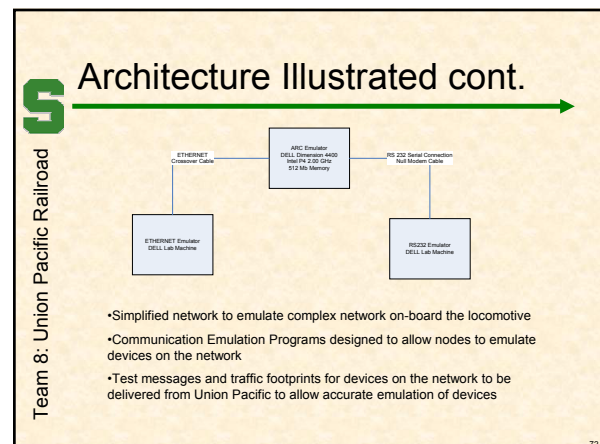 Architecture Illustrated cont.
S
Team 8: Union Pacific Railroad
ARC Emulator
DELL Dimension 4400
Intel P4 2.00 GHz
512 Mb Memory
ETHERNET
Crossover Cable
RS 232 Serial Connection
Null Modem Cable
ETHERNET Emulator
DELL Lab Machine
RS232 Emulator
DELL Lab Machine
•Simplified network to emulate complex network on-board the locomotive
•Communication Emulation Programs designed to allow nodes to emulate
devices on the network
•Test messages and traffic footprints for devices on the network to be
delivered from Union Pacific to allow accurate emulation of devices